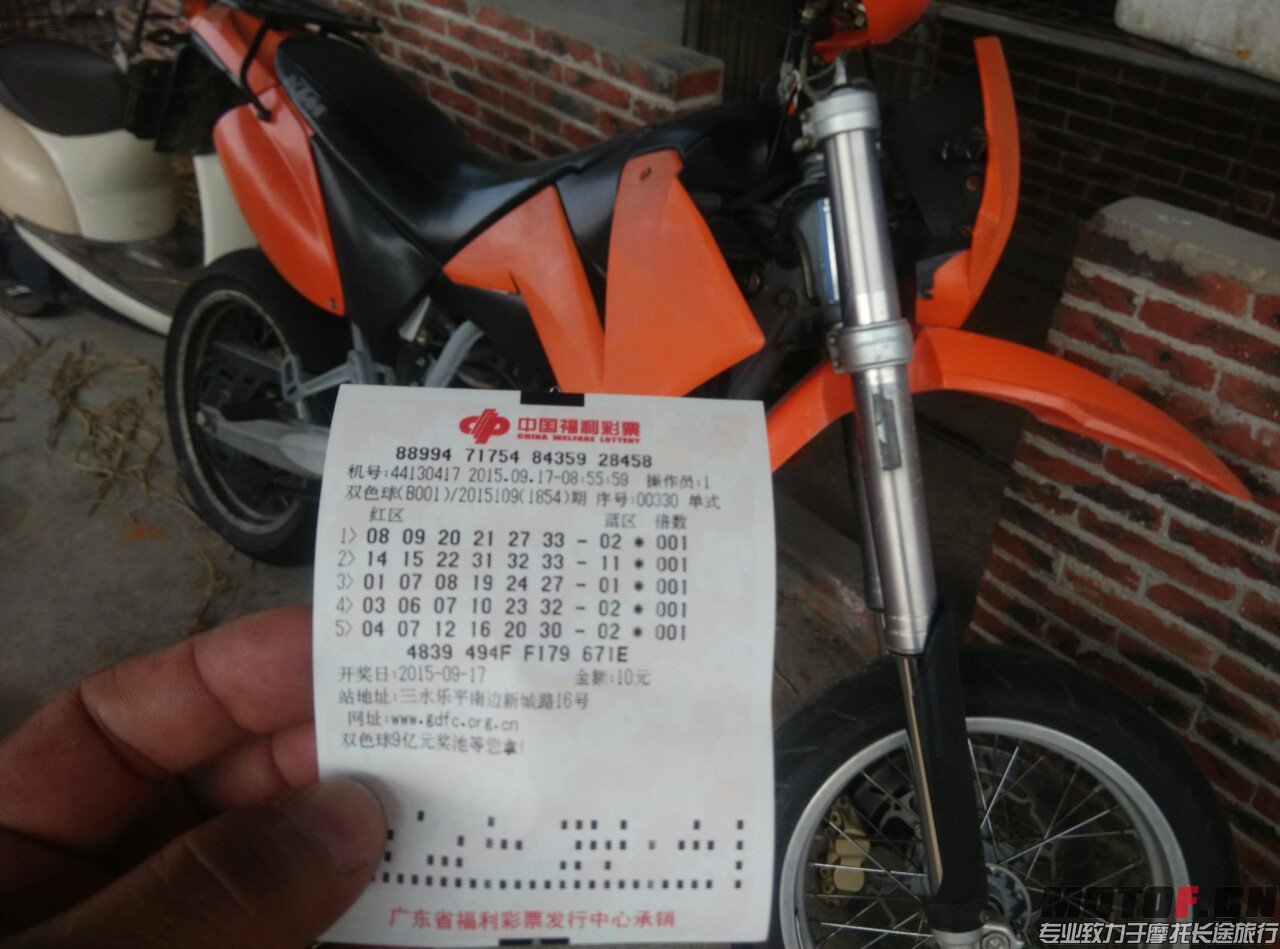 KTM
中国福利彩票
CHINA WELFARE LOTTERY
88994 71754 84359 28458
机号:44130417 2015.09.17-08:55:59 操作员:1
双色球(B001)/2015109(1854)期 序号:00330 单式
红区 蓝区 倍数
1> 08 09 20 21 27 33 - 02 * 001
2> 14 15 22 31 32 33 - 11 * 001
3> 01 07 08 19 24 27 - 01 * 001
4> 03 06 07 10 23 32 - 02 * 001
5> 04 07 12 16 20 30 - 02 * 001
4839 494F F179 671E
开奖日:2015-09-17 金额:10元
站地址:三水乐平南边新城路16号
网址:www.gdfc.org.cn
双色球9亿元奖池等您拿!
广东省福利彩票发行中心承销
MOTOF.CN
专业致力于摩托长途旅行